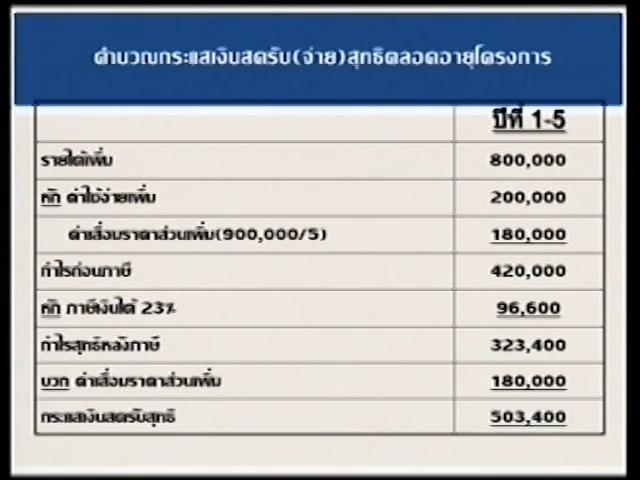 คำนวณกระแสเงินสดรับ(จ่าย)สุทธิตลอดอายุโครงการ
ปีที่ 1-5
รายได้เพิ่ม 800,000
หัก ค่าใช้จ่ายเพิ่ม 200,000
ค่าเสื่อมราคาส่วนเพิ่ม(900,000/5) 180,000
กำไรก่อนภาษี 420,000
หัก ภาษีเงินได้ 23% 96,600
กำไรสุทธิหลังภาษี 323,400
บวก ค่าเสื่อมราคาส่วนเพิ่ม 180,000
กระแสเงินสดรับสุทธิ 503,400